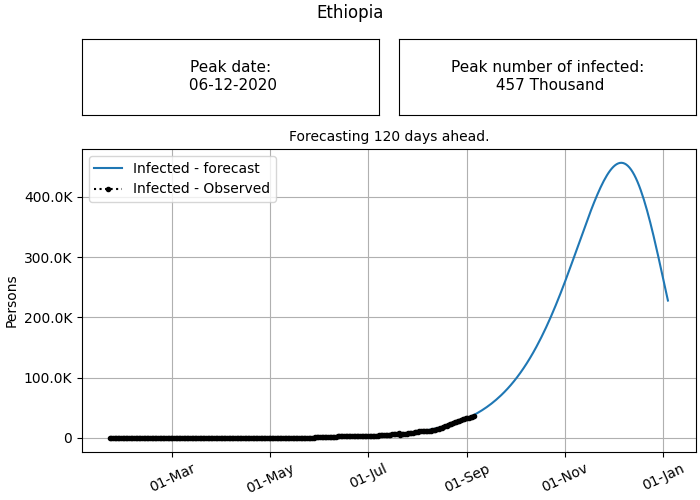 Ethiopia
Peak date:
06-12-2020
Peak number of infected:
457 Thousand
Forecasting 120 days ahead.
Infected - forecast
Infected - Observed
400.0K
300.0K
200.0K
100.0K
0
Persons
01-Mar
01-May
01-Jul
01-Sep
01-Nov
01-Jan